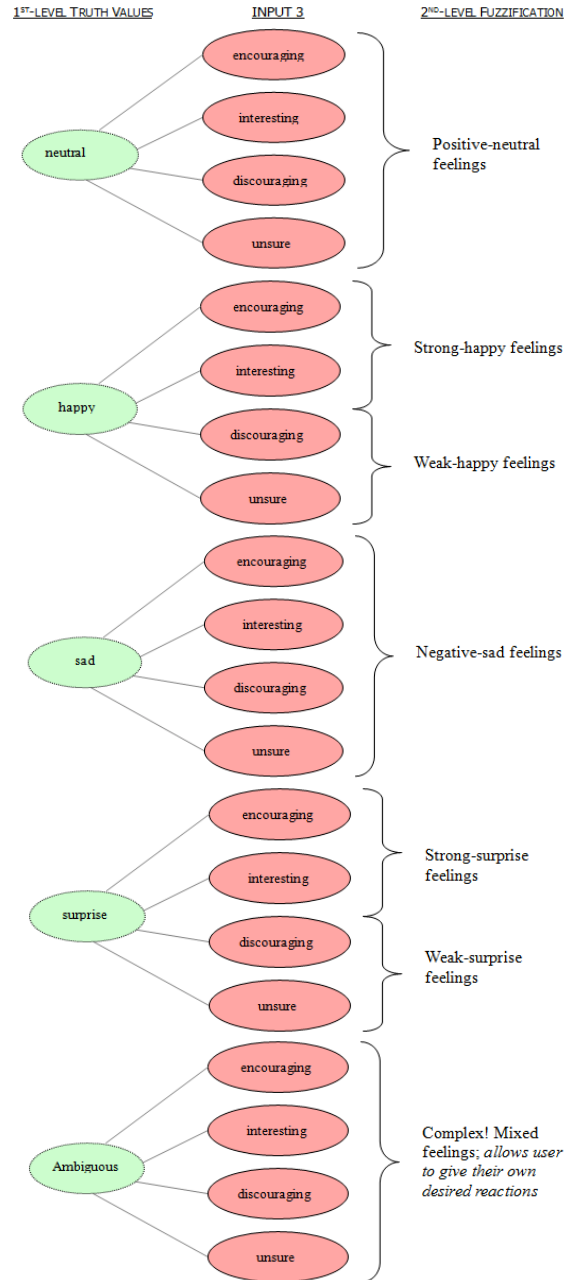 1ST-LEVEL TRUTH VALUES INPUT 3 2ND-LEVEL FUZZIFICATION
neutral
encouraging
interesting
discouraging
unsure
Positive-neutral
feelings
happy
encouraging
interesting
discouraging
unsure
Strong-happy feelings
Weak-happy feelings
sad
encouraging
interesting
discouraging
unsure
Negative-sad feelings
surprise
encouraging
interesting
discouraging
unsure
Strong-surprise
feelings
Weak-surprise
feelings
Ambiguous
encouraging
interesting
discouraging
unsure
Complex! Mixed
feelings; allows user
to give their own
desired reactions